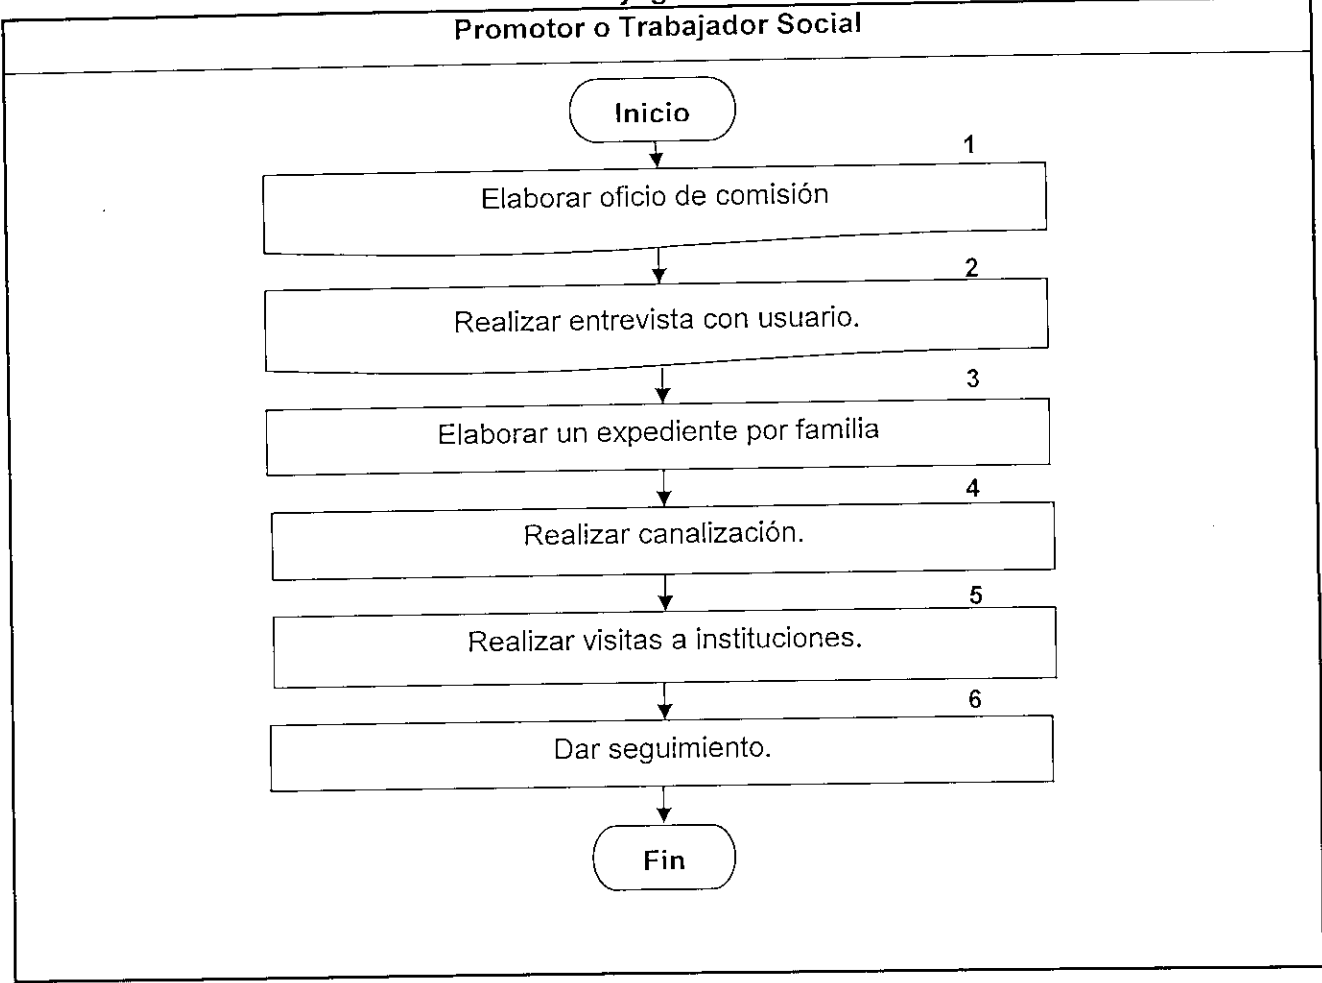 Promotor o Trabajador Social
Inicio
1
Elaborar oficio de comisión
2
Realizar entrevista con usuario.
3
Elaborar un expediente por familia
4
Realizar canalización.
5
Realizar visitas a instituciones.
6
Dar seguimiento.
Fin